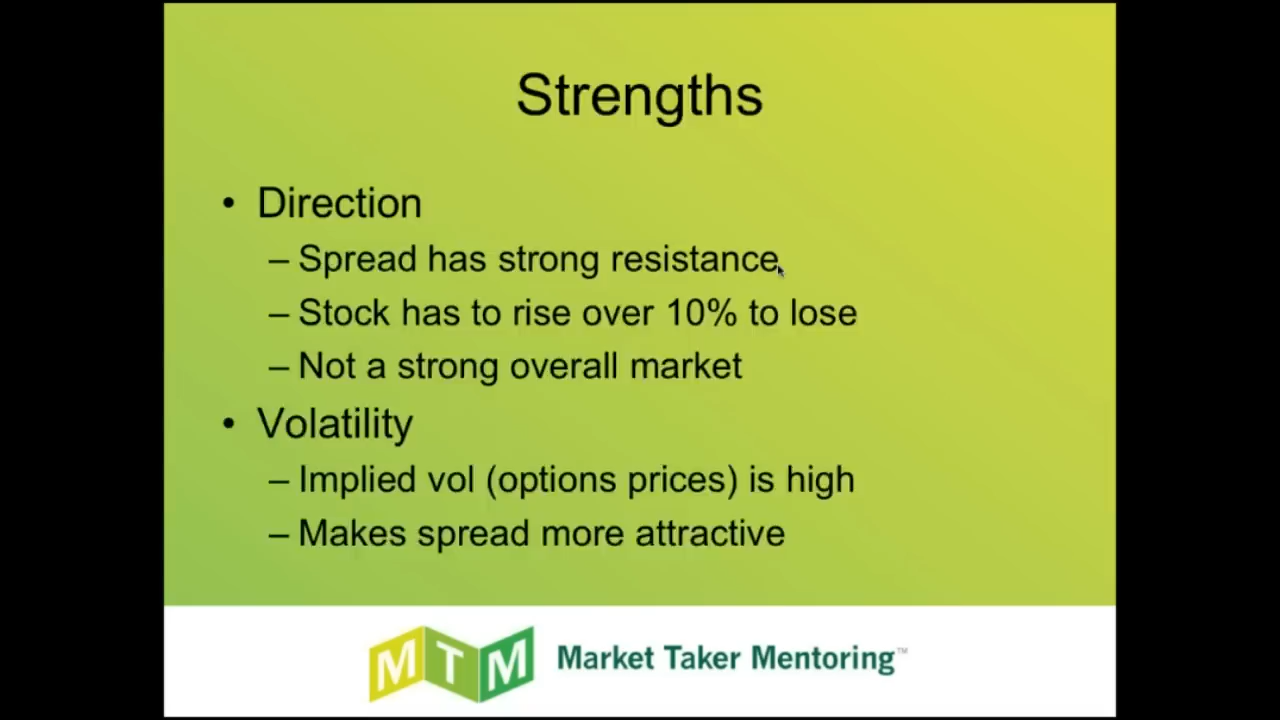 Strengths
• Direction
– Spread has strong resistance
– Stock has to rise over 10% to lose
– Not a strong overall market
• Volatility
– Implied vol (options prices) is high
– Makes spread more attractive
MTM Market Taker Mentoring™